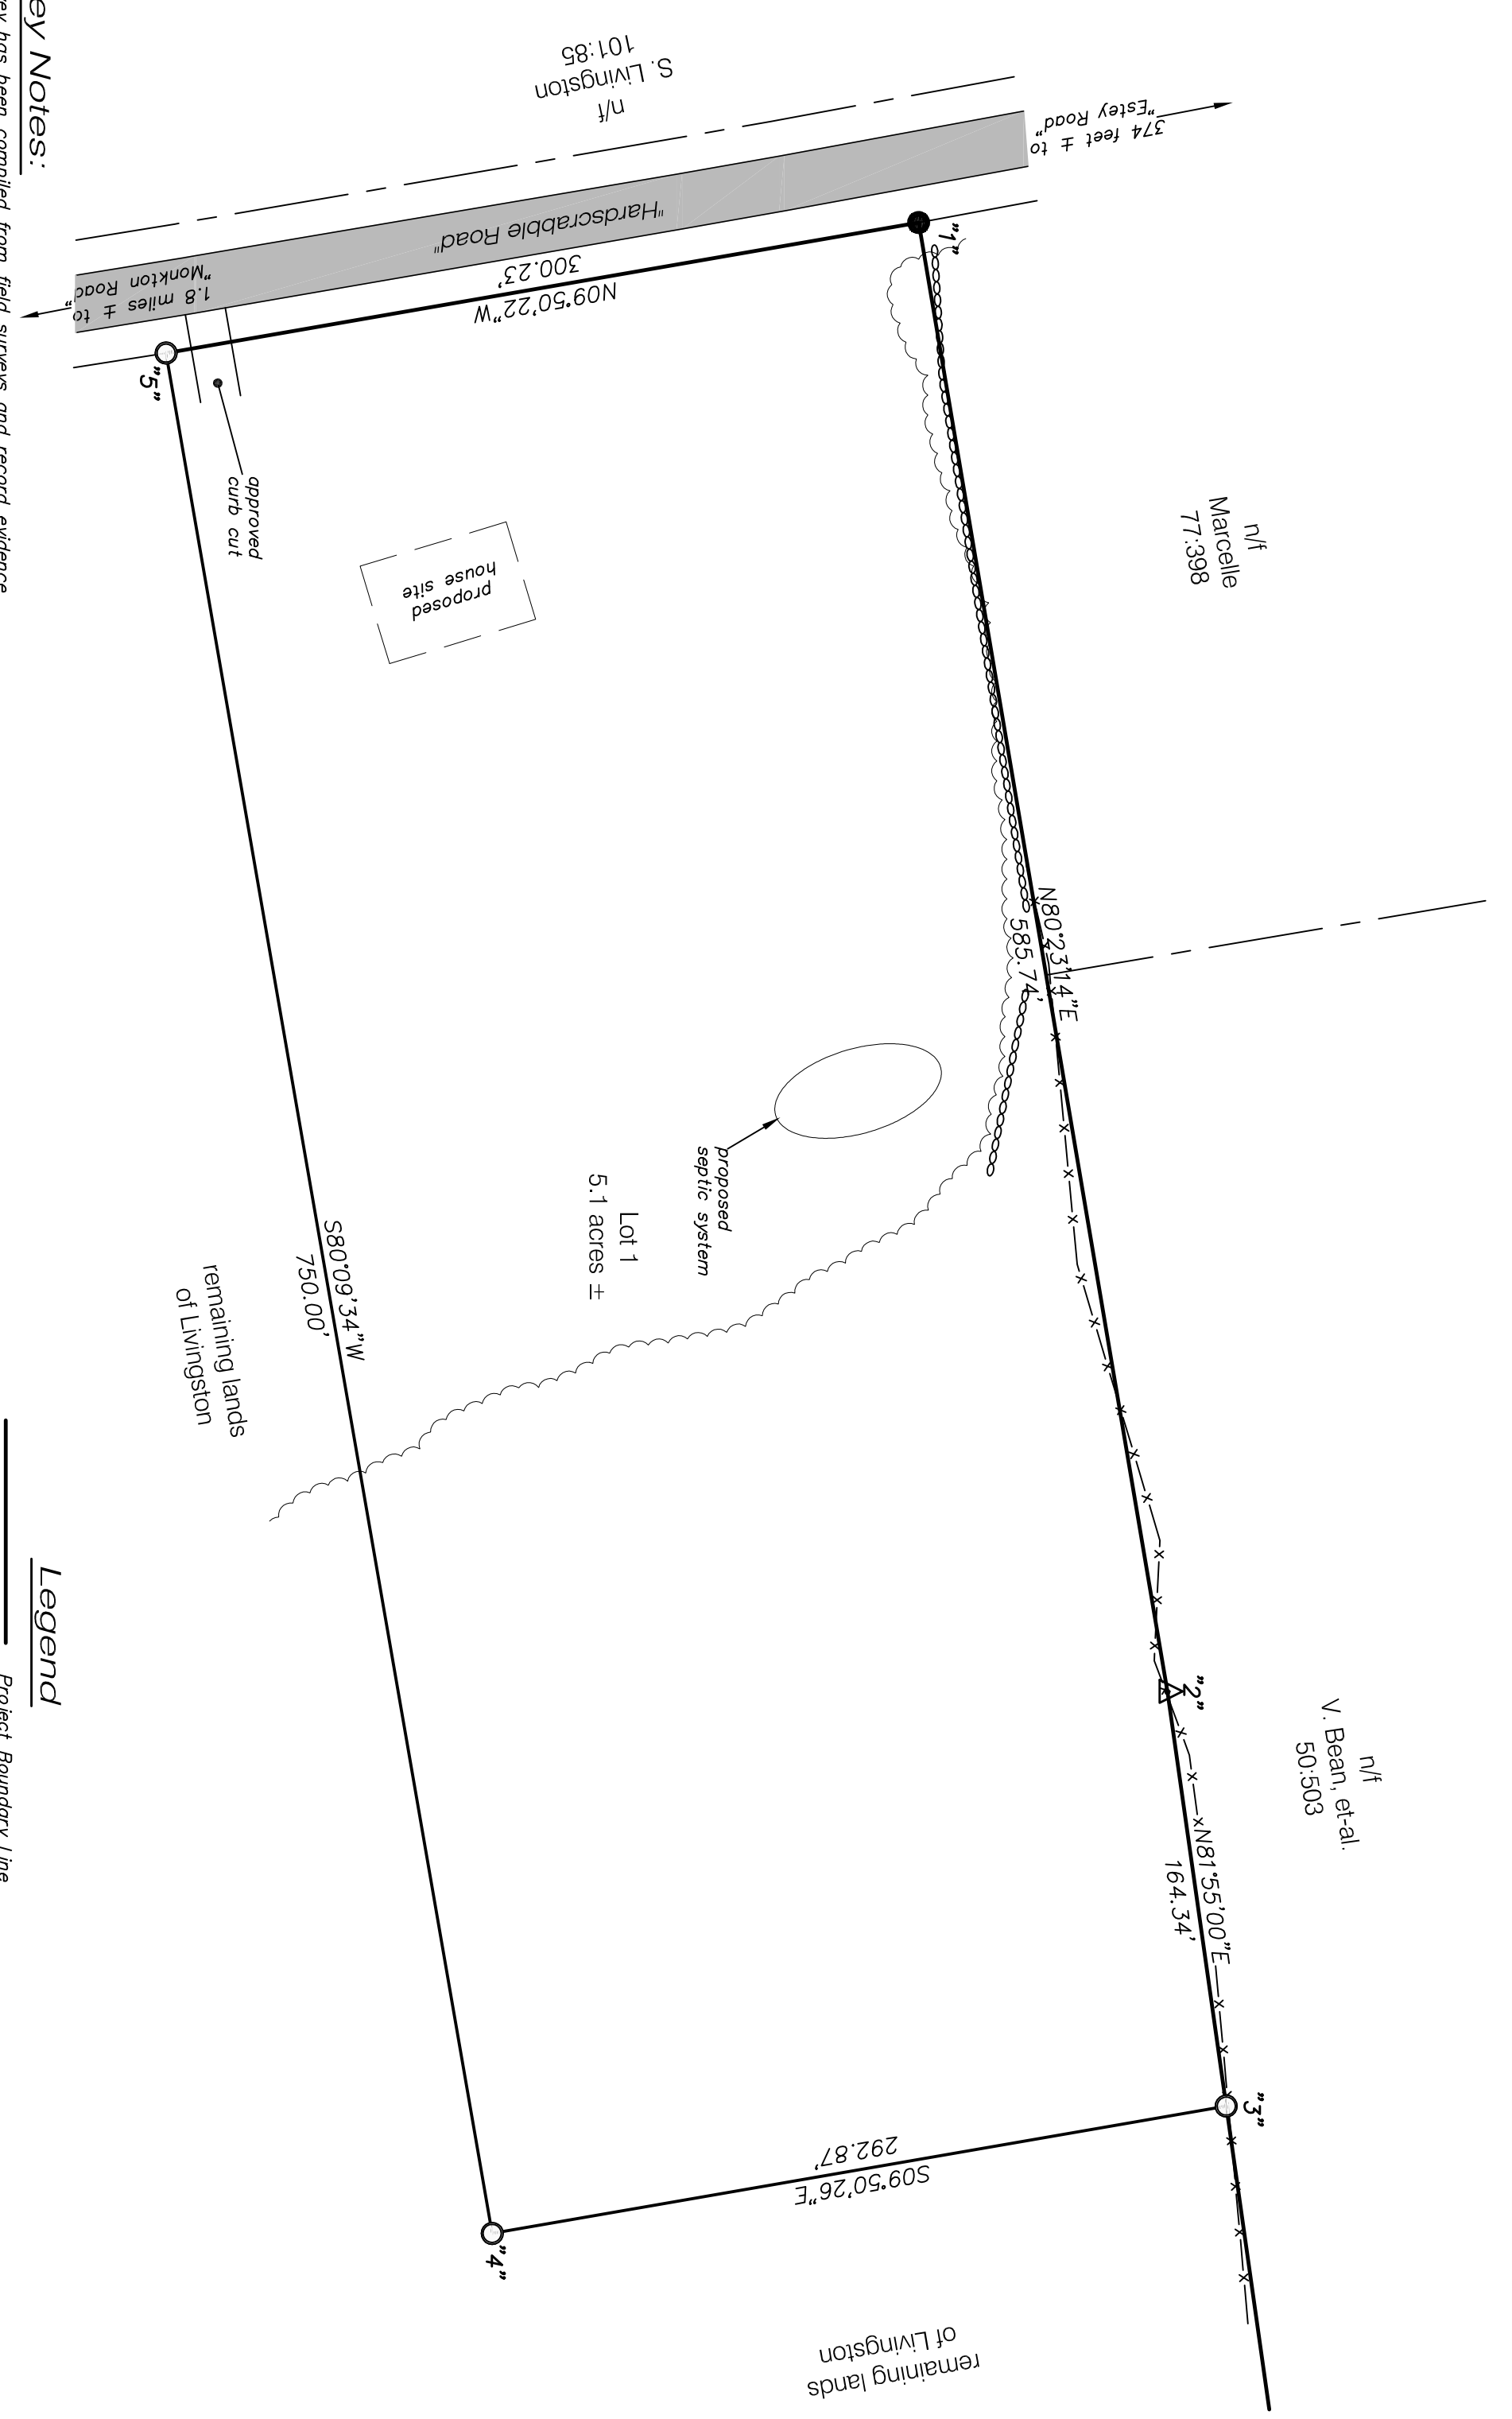 n/f
Marcelle
77:398
n/f
V. Bean, et-al.
50:503
374 feet ± to
"Estey Road"
n/f
S. Livingston
101:85
"Hardscrabble Road"
1.8 miles ± to
"Monkton Road"
"1"
N80°23'14"E
585.74'
"2"
N81°55'00"E
164.34'
"3"
S09°50'26"E
292.87'
"4"
S80°09'34"W
750.00'
"5"
N09°50'22"W
300.23'
approved
curb cut
proposed
house site
proposed
septic system
Lot 1
5.1 acres ±
remaining lands
of Livingston
remaining lands
of Livingston
ey Notes:
ey has been compiled from field surveys and record evidence
Legend
Project Boundary Line